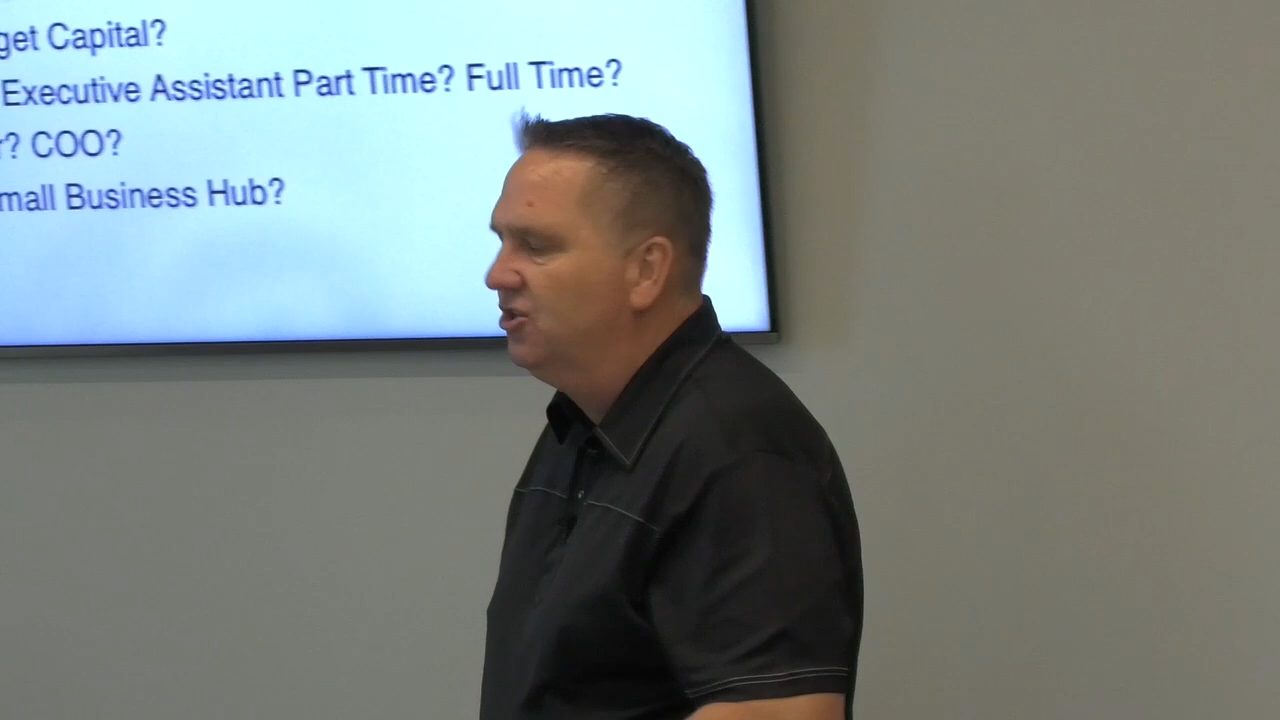 get Capital?
Executive Assistant Part Time? Full Time?
r? COO?
mall Business Hub?